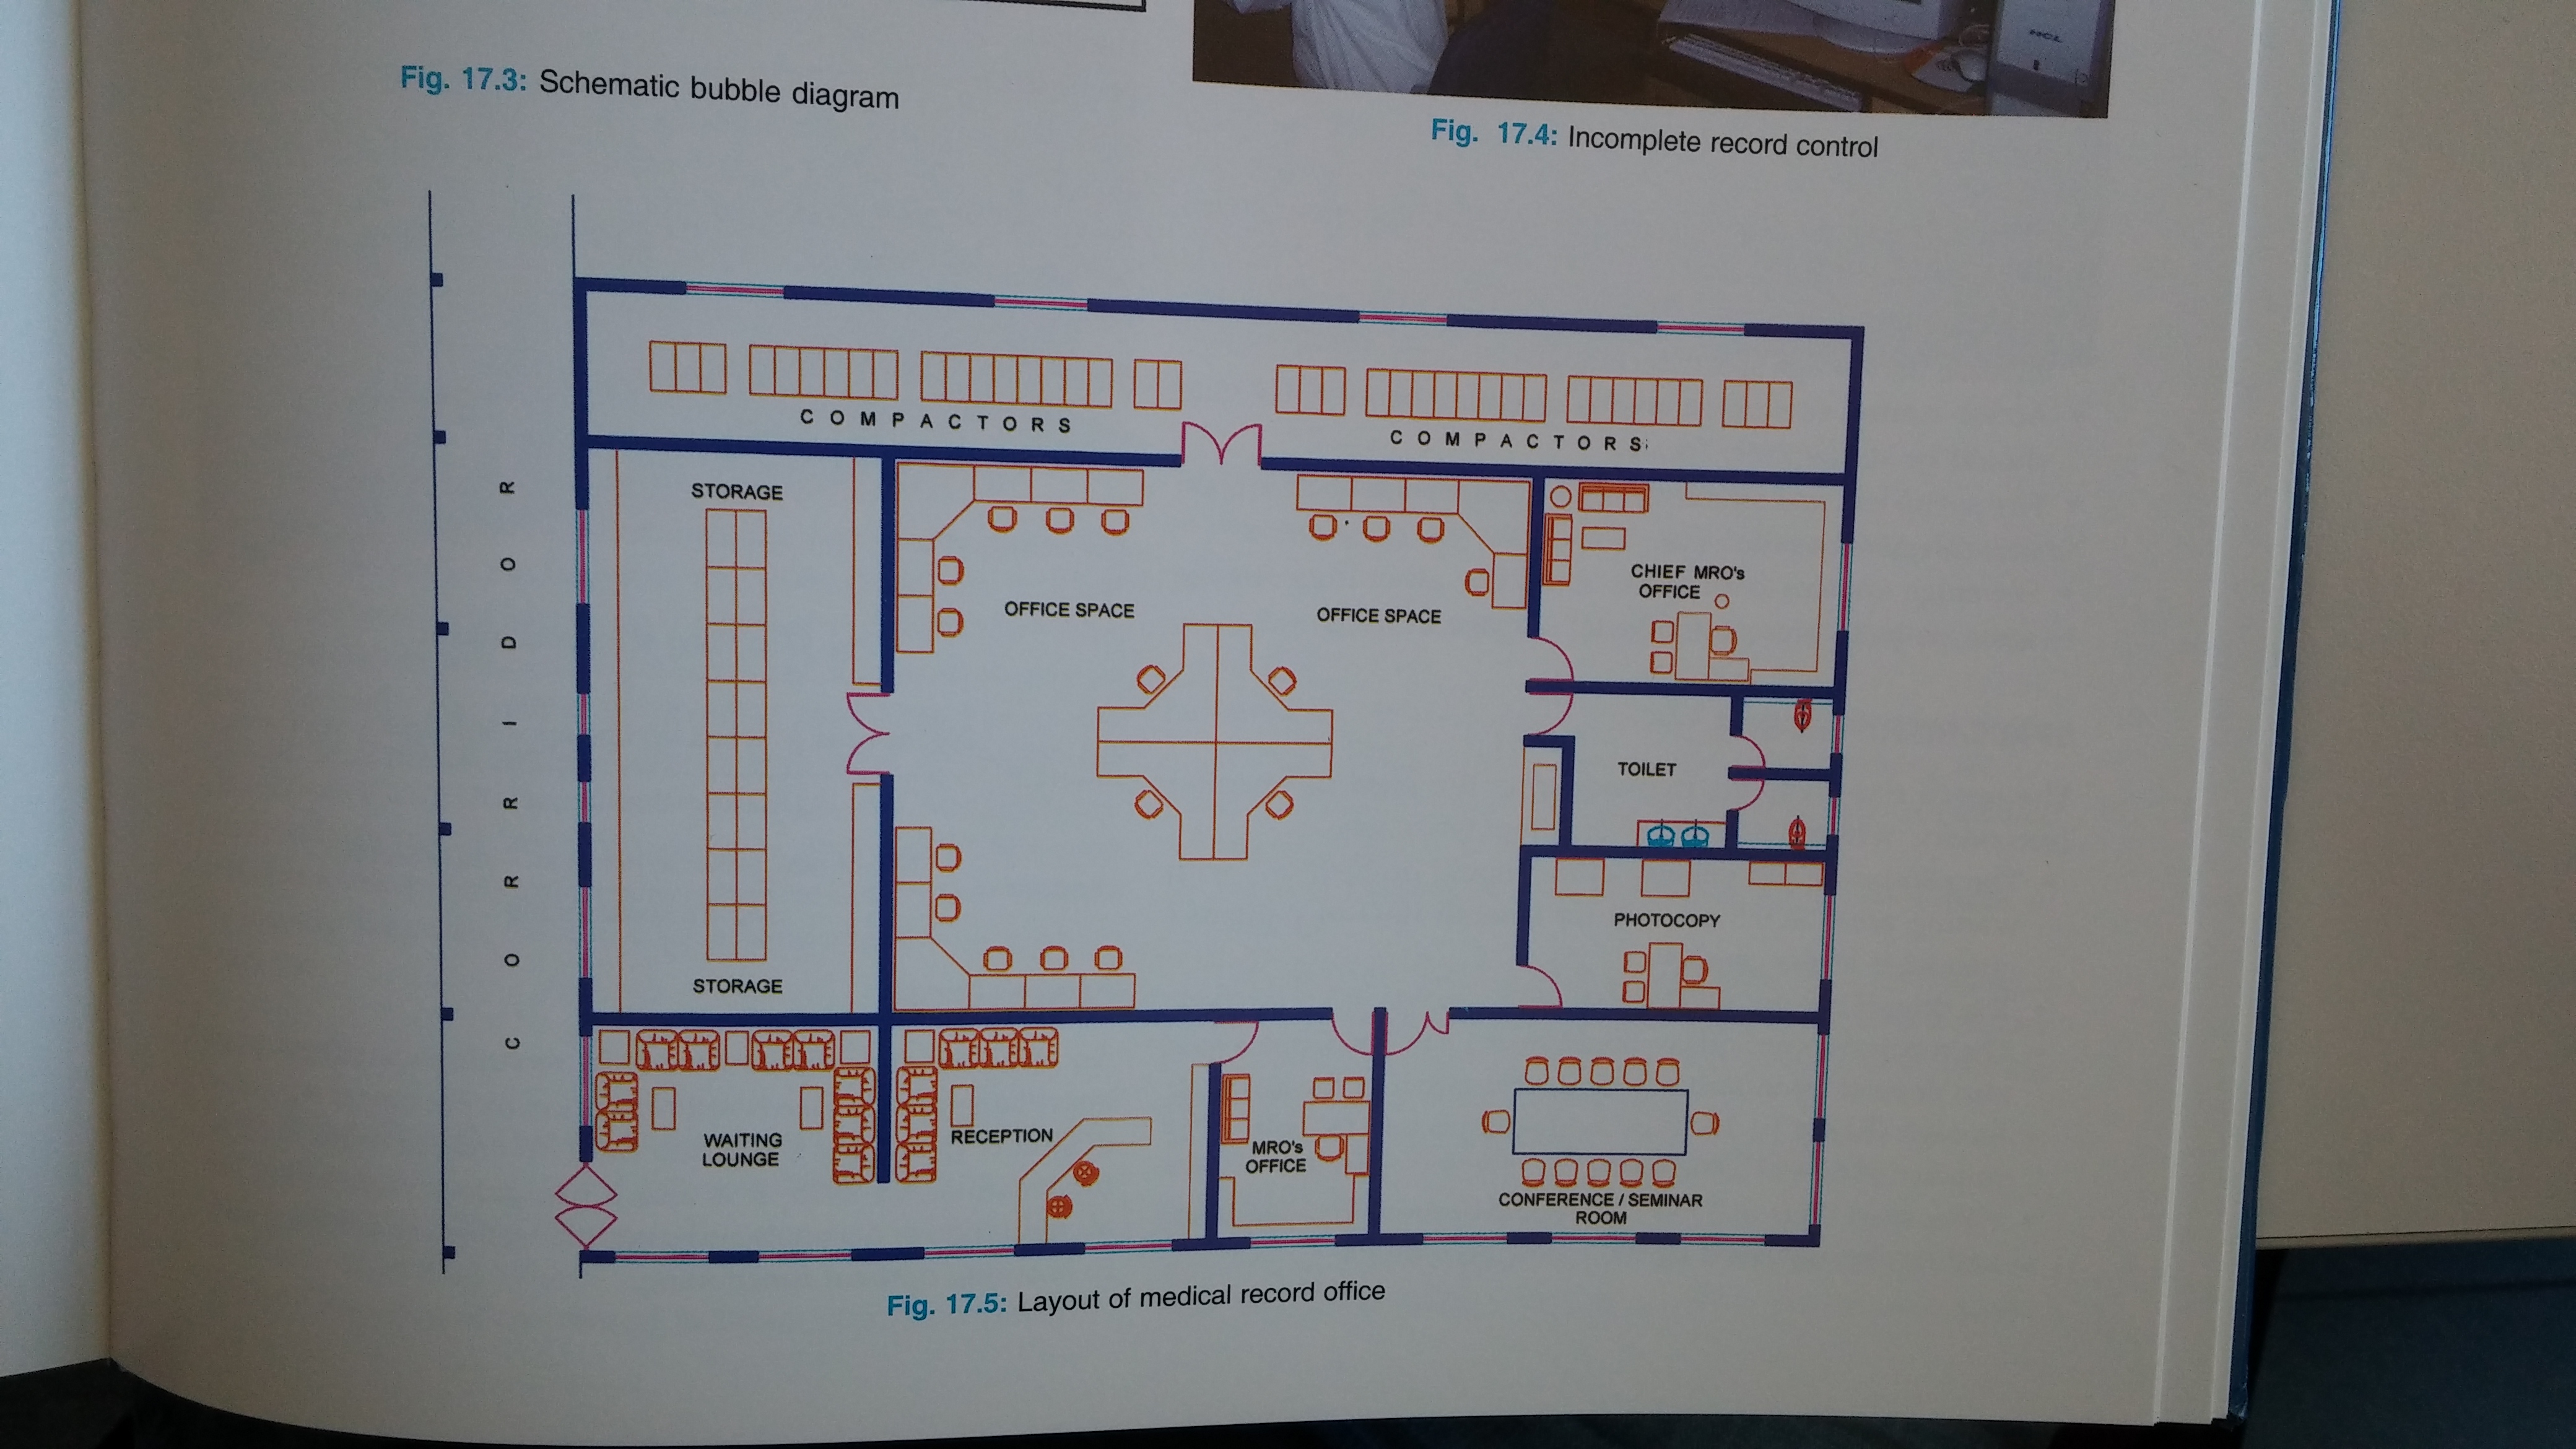 Fig. 17.3: Schematic bubble diagram
Fig. 17.4: Incomplete record control
CORRIDOR
COMPACTORS
COMPACTORS
STORAGE
STORAGE
OFFICE SPACE
OFFICE SPACE
CHIEF MRO's
OFFICE
TOILET
PHOTOCOPY
WAITING
LOUNGE
RECEPTION
MRO's
OFFICE
CONFERENCE / SEMINAR
ROOM
Fig. 17.5: Layout of medical record office